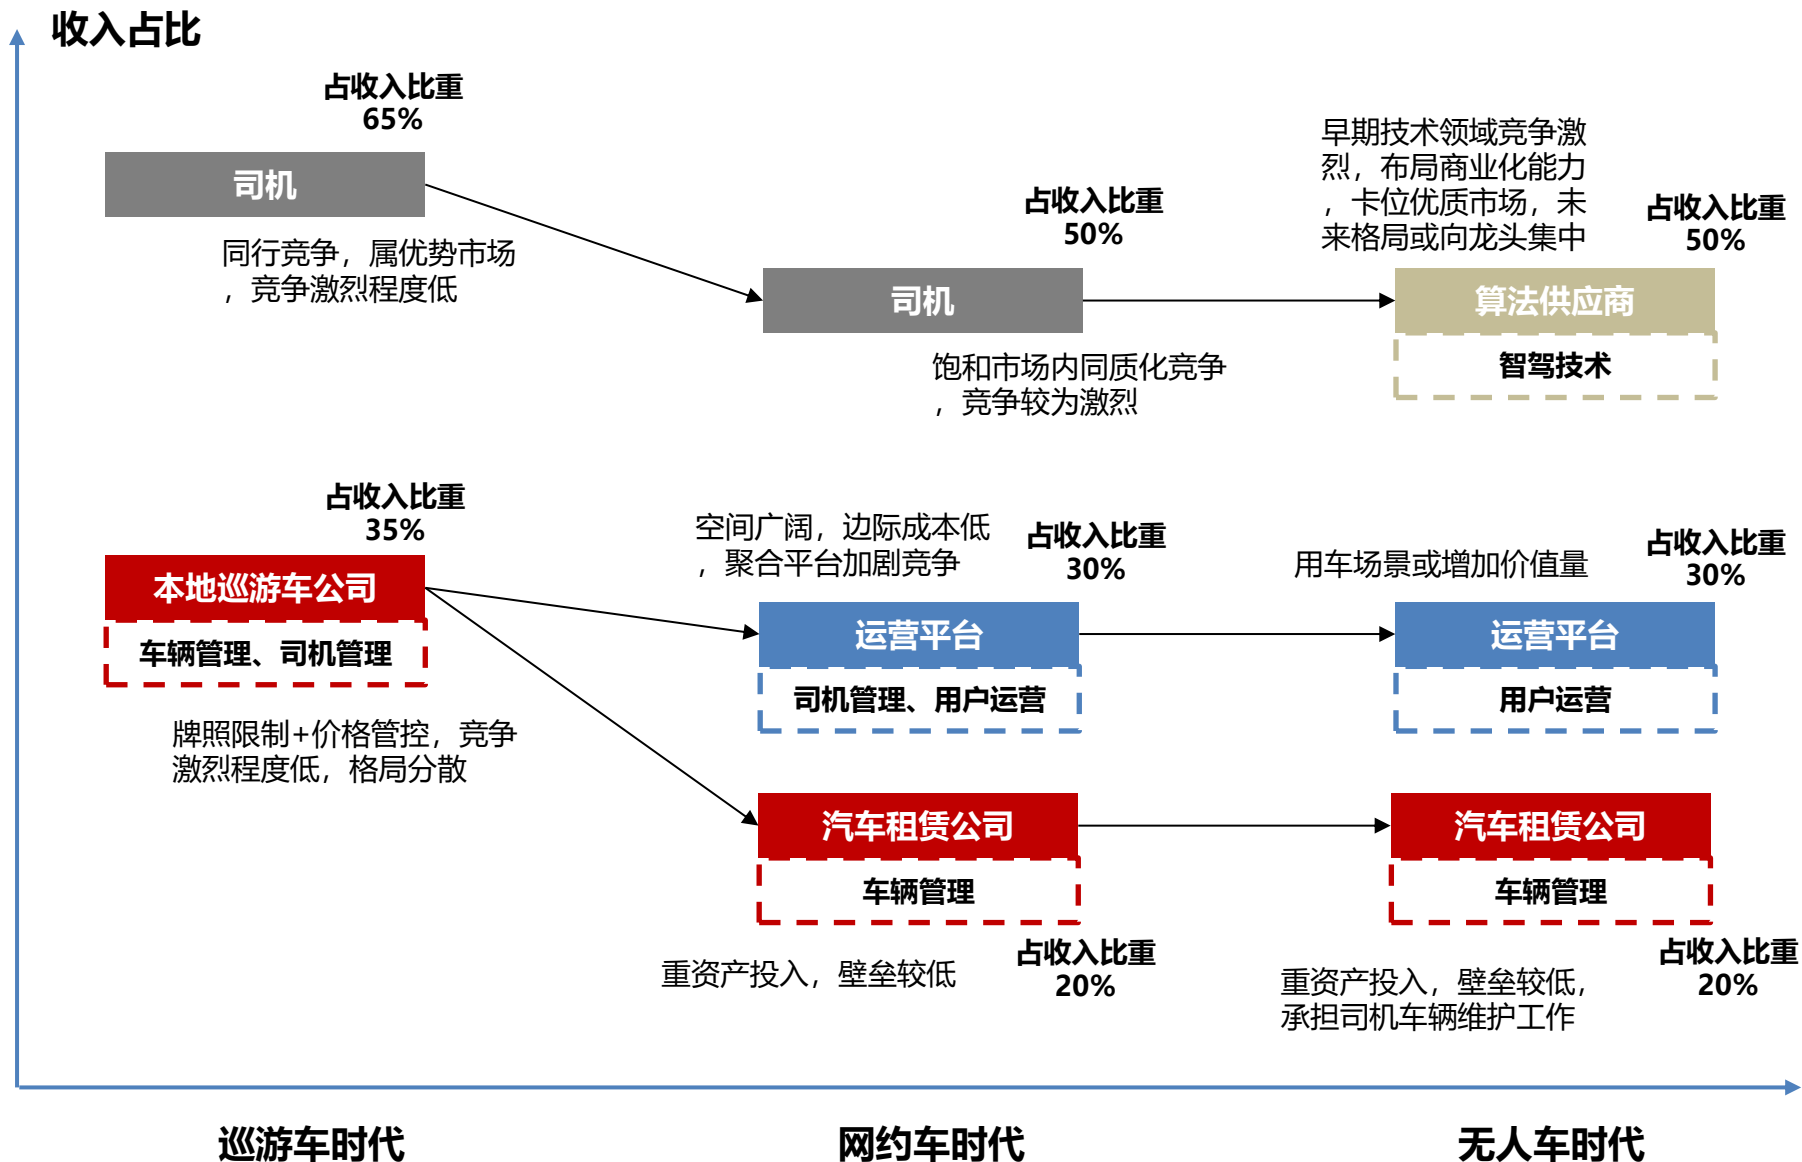 收入占比
占收入比重
65%
司机
同行竞争，属优势市场
，竞争激烈程度低
占收入比重
50%
司机
饱和市场内同质化竞争
，竞争较为激烈
早期技术领域竞争激
烈，布局商业化能力
，卡位优质市场，未
来格局或向龙头集中
占收入比重
50%
算法供应商
智驾技术
占收入比重
35%
本地巡游车公司
车辆管理、司机管理
牌照限制+价格管控，竞争
激烈程度低，格局分散
空间广阔，边际成本低
，聚合平台加剧竞争
占收入比重
30%
运营平台
司机管理、用户运营
用车场景或增加价值量
占收入比重
30%
运营平台
用户运营
汽车租赁公司
车辆管理
重资产投入，壁垒较低
占收入比重
20%
汽车租赁公司
车辆管理
重资产投入，壁垒较低，
承担司机车辆维护工作
占收入比重
20%
巡游车时代
网约车时代
无人车时代